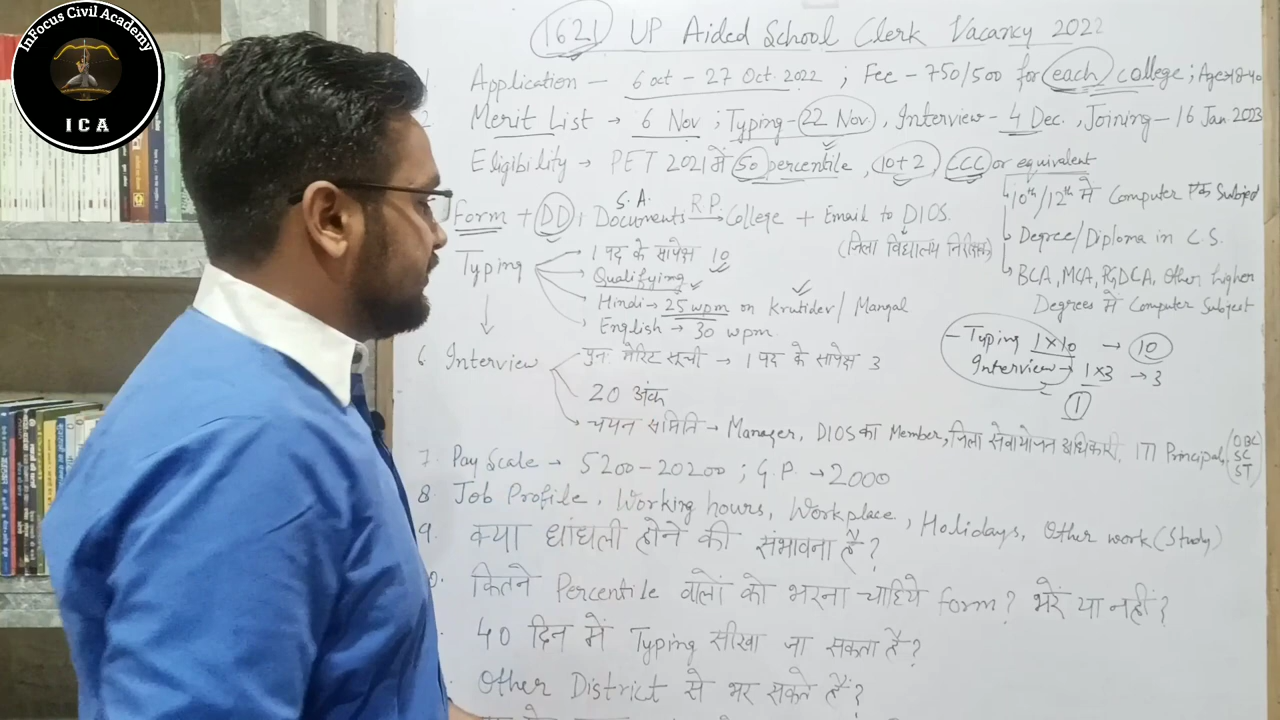 InFocus Civil Academy
ICA
1621 UP Aided School Clerk Vacancy 2022
Application – 6 oct – 27 Oct 2022 ; Fee – 750/500 for each college ; Age→18-40
2 Merit List → 6 Nov ; Typing – 22 Nov , Interview – 4 Dec. , Joining – 16 Jan 2023
Eligibility → PET 2021 में 50 percentile , 10+2 CCC or equivalent
10th/12th में Computer एक Subject
Degree/Diploma in C.S.
BCA, MCA, PGDCA, Other higher
Degrees में Computer Subject
Form + DD + S.A. Documents R.P. → College + Email to DIOS.
(जिला विद्यालय निरीक्षक)
Typing
1 पद के सापेक्ष 10
Qualifying
Hindi → 25 wpm on Krutidev / Mangal
English → 30 wpm.
– Typing 1×10 → 10
Interview → 1×3 → 3
1
6. Interview
पुनः मेरिट सूची → 1 पद के सापेक्ष 3
20 अंक
चयन समिति → Manager, DIOS का Member, जिला सेवायोजन अधिकारी, ITI Principal, (OBC SC ST)
7. Pay Scale → 5200–20200 ; G.P. → 2000
8. Job Profile, Working hours, Workplace, Holidays, Other work (Study)
9. क्या धांधली होने की संभावना है ?
कितने Percentile वालों को भरना चाहिये form ? भरें या नहीं ?
40 दिन में Typing सीखा जा सकता है ?
Other District से भर सकते हैं ?